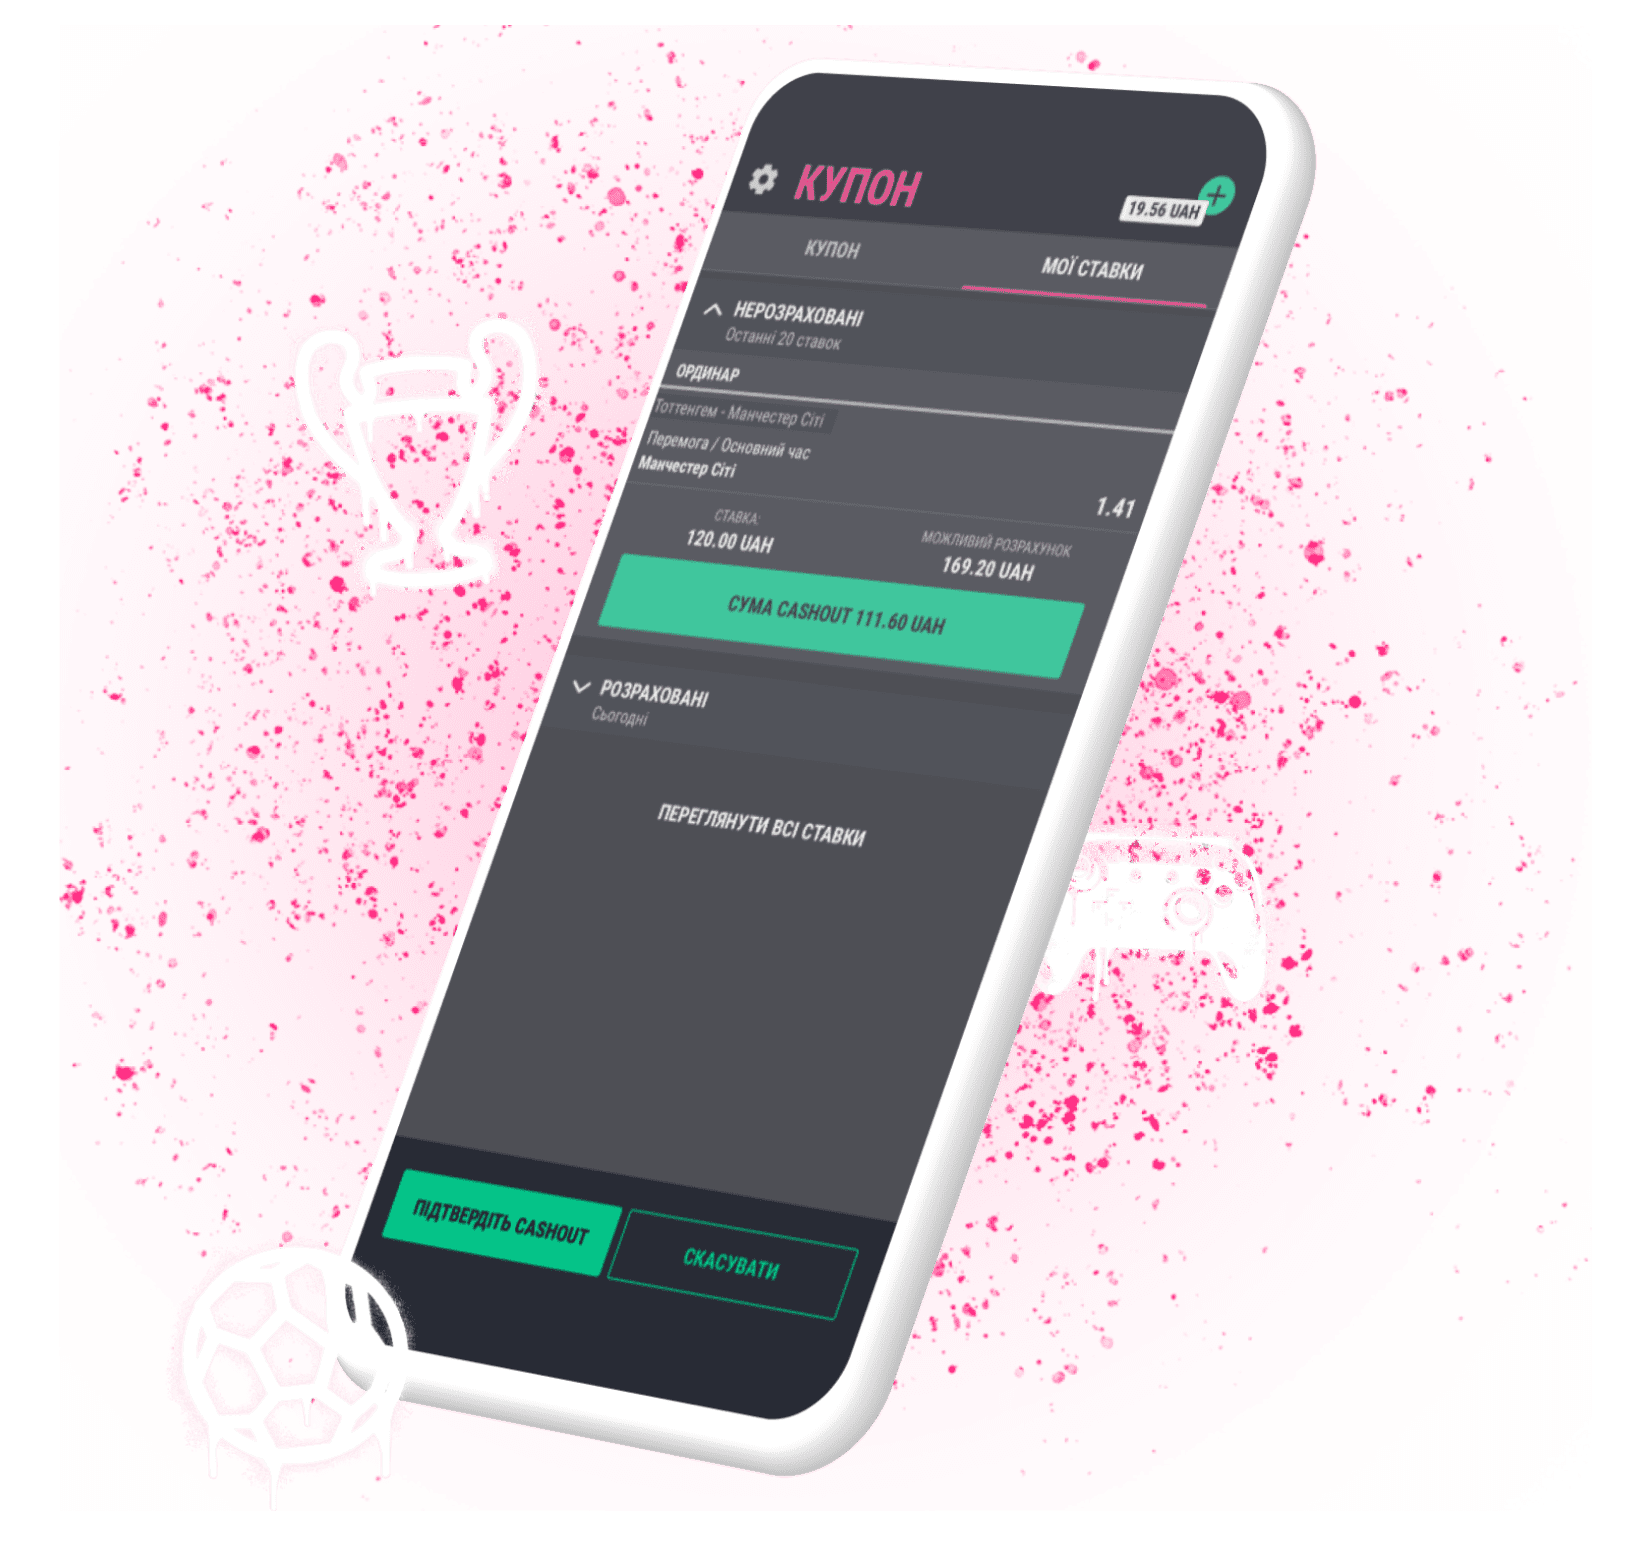 КУПОН
19.56 UAH
КУПОН
МОЇ СТАВКИ
НЕРОЗРАХОВАНІ
Останні 20 ставок
ОРДИНАР
Тоттенгем - Манчестер Сіті
Перемога / Основний час
Манчестер Сіті
1.41
СТАВКА:
120.00 UAH
МОЖЛИВИЙ РОЗРАХУНОК
169.20 UAH
СУМА CASHOUT 111.60 UAH
РОЗРАХОВАНІ
Сьогодні
ПЕРЕГЛЯНУТИ ВСІ СТАВКИ
ПІДТВЕРДІТЬ CASHOUT
СКАСУВАТИ